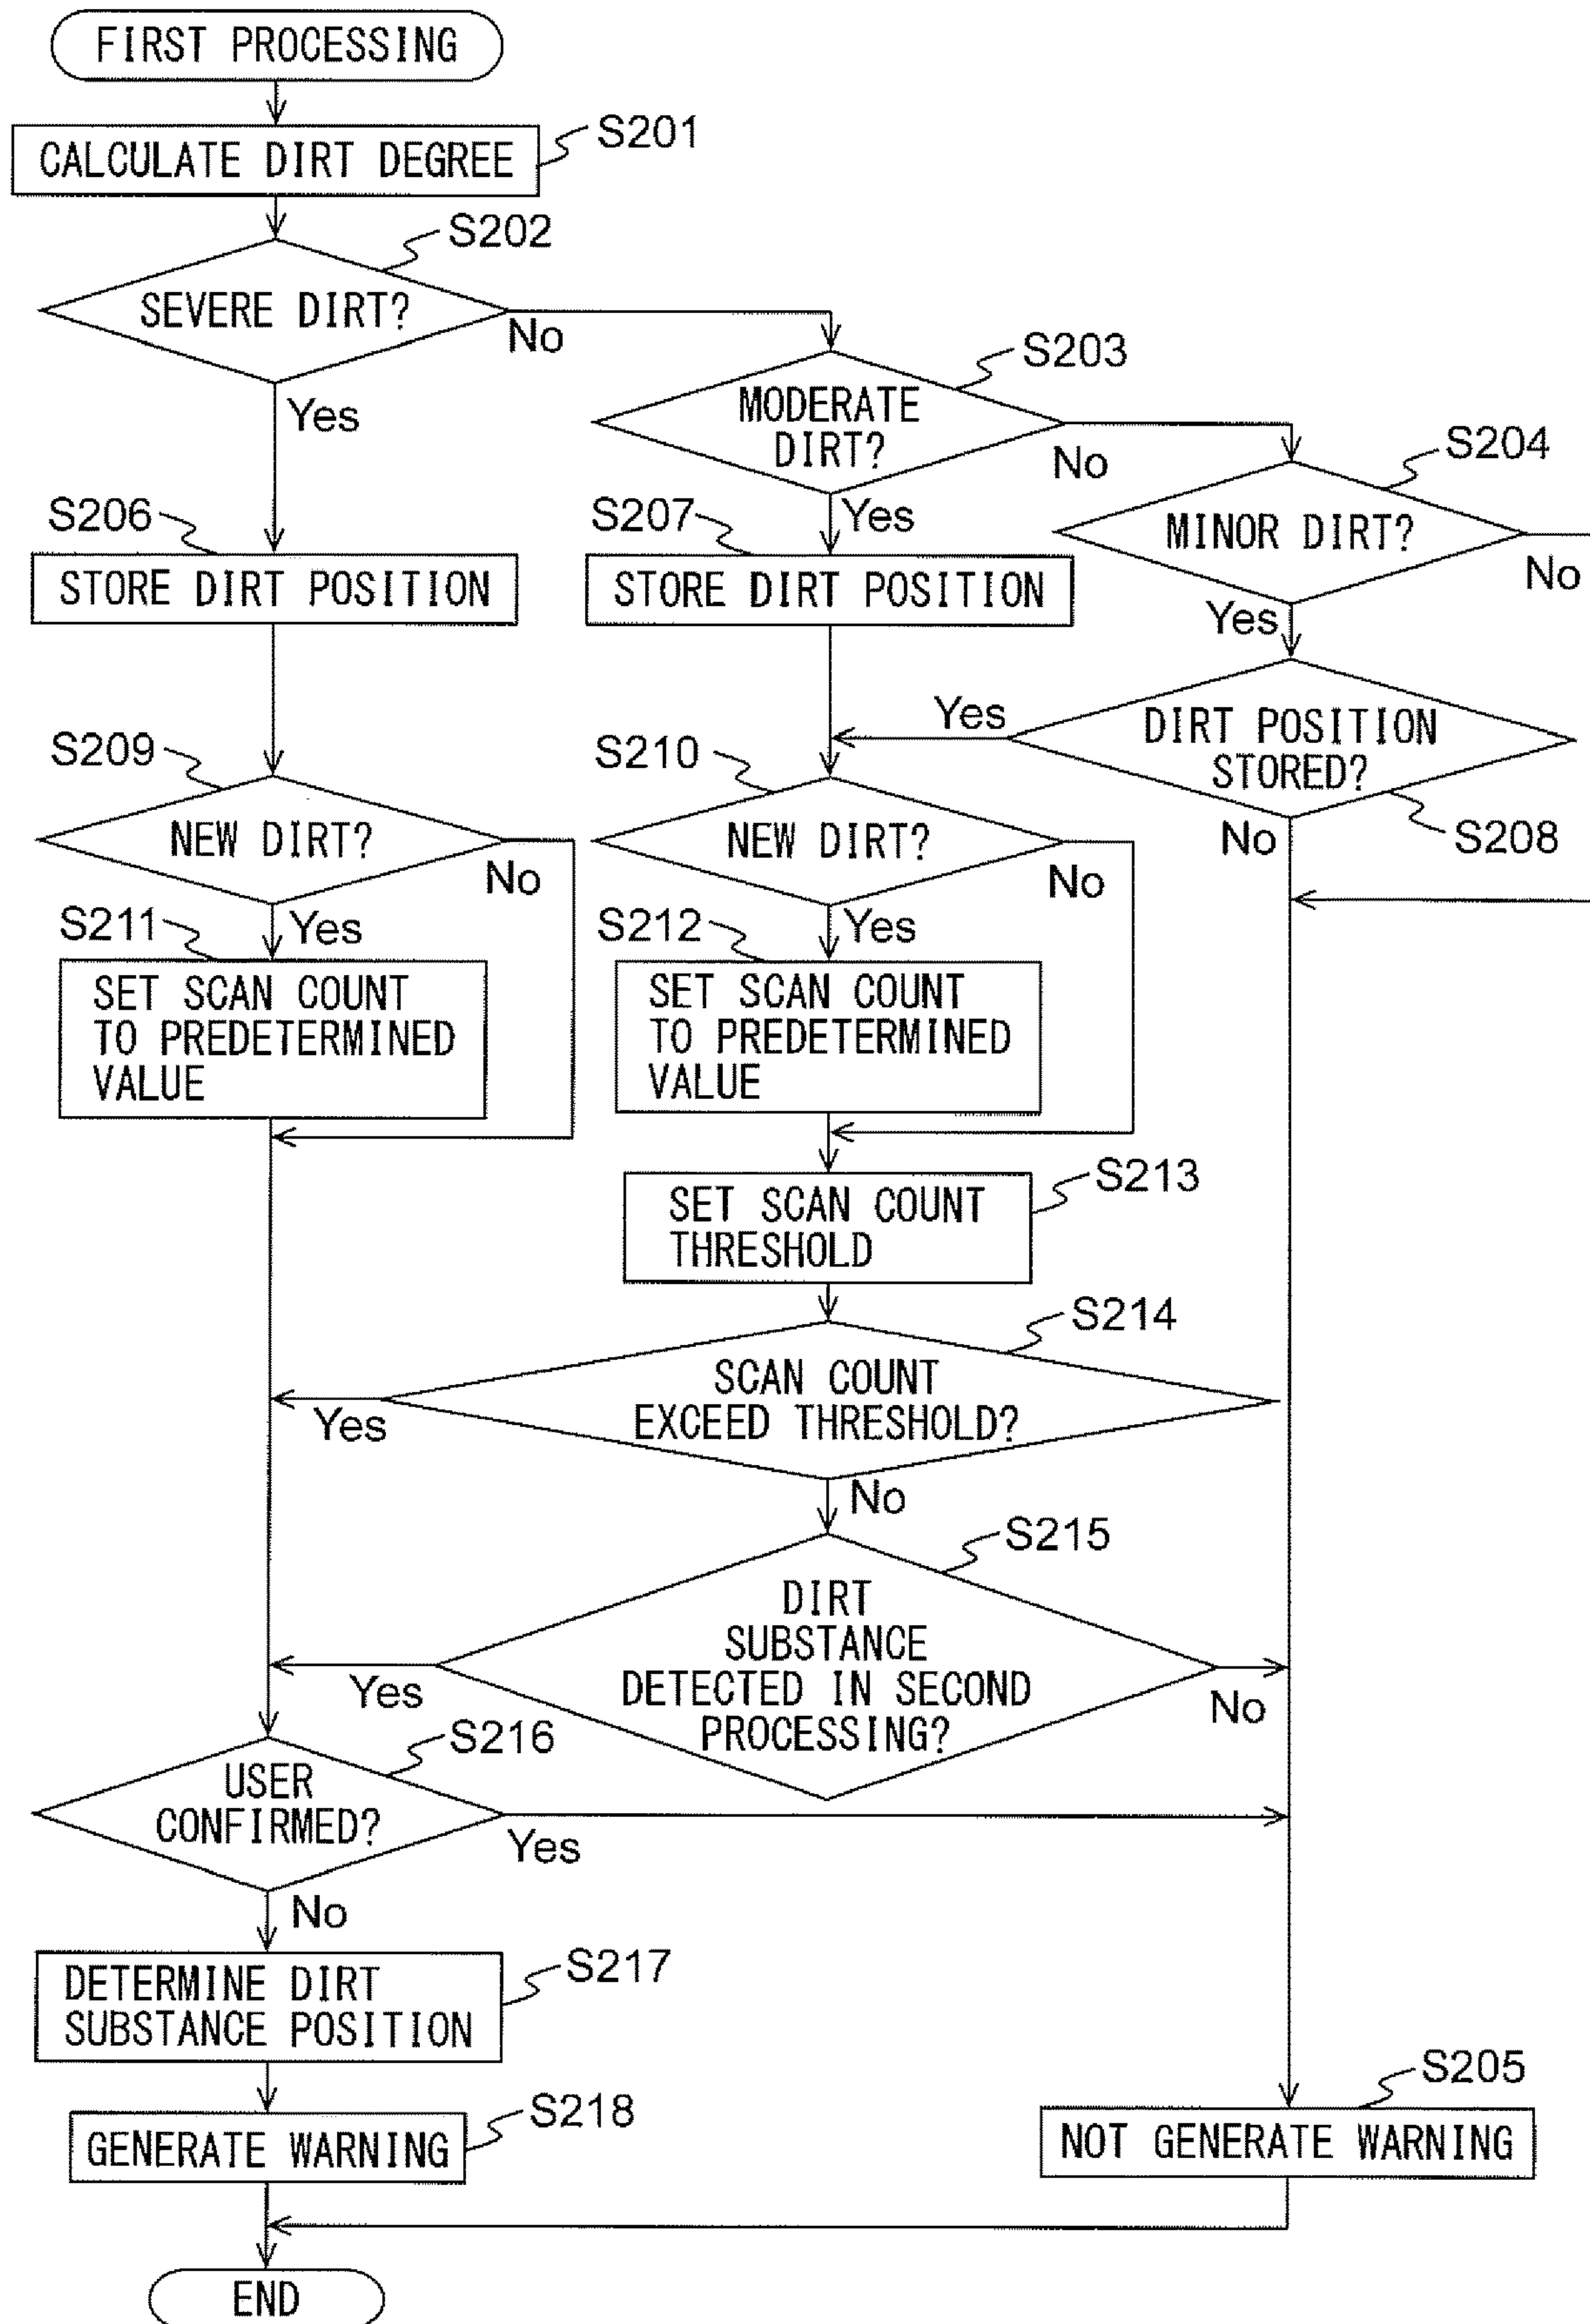 FIRST PROCESSING
S201
CALCULATE DIRT DEGREE
S202
SEVERE DIRT?
No
Yes
S203
MODERATE
DIRT?
No
Yes
S204
MINOR DIRT?
No
Yes
S206
STORE DIRT POSITION
S207
STORE DIRT POSITION
Yes
DIRT POSITION
STORED?
No
S208
S209
NEW DIRT?
No
Yes
S210
NEW DIRT?
No
Yes
S211
SET SCAN COUNT
TO PREDETERMINED
VALUE
S212
SET SCAN COUNT
TO PREDETERMINED
VALUE
S213
SET SCAN COUNT
THRESHOLD
S214
SCAN COUNT
EXCEED THRESHOLD?
Yes
No
S215
DIRT
SUBSTANCE
DETECTED IN SECOND
PROCESSING?
Yes
No
S216
USER
CONFIRMED?
Yes
No
S217
DETERMINE DIRT
SUBSTANCE POSITION
S218
GENERATE WARNING
S205
NOT GENERATE WARNING
END